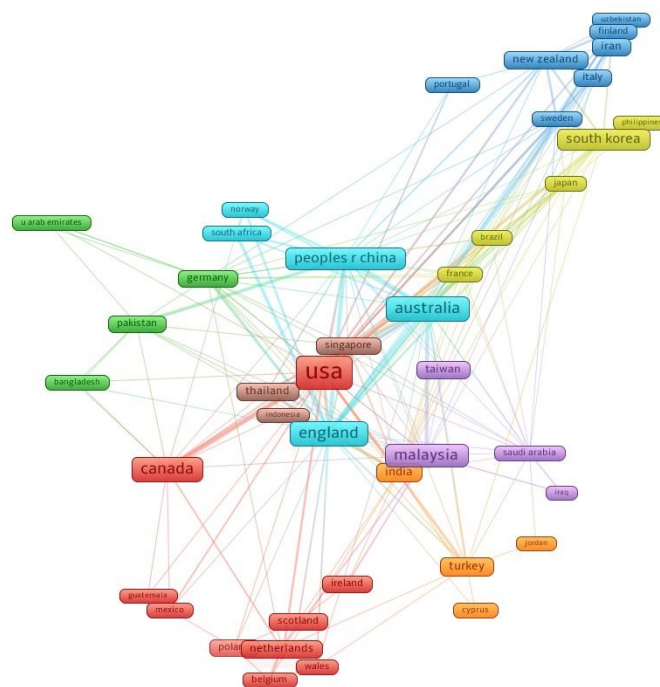 uzbekistan
finland
iran
new zealand
italy
portugal
sweden
philippines
south korea
japan
norway
u arab emirates
south africa
brazil
peoples r china
france
germany
australia
pakistan
singapore
usa
taiwan
bangladesh
thailand
indonesia
england
malaysia
saudi arabia
canada
india
iraq
jordan
turkey
ireland
guatemala
mexico
cyprus
scotland
netherlands
wales
belgium